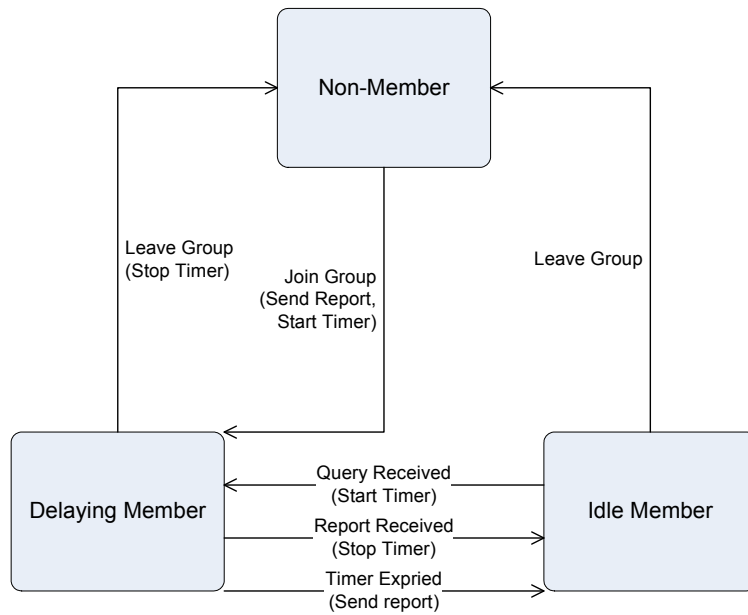 Non-Member
Leave Group
(Stop Timer)
Join Group
(Send Report,
Start Timer)
Leave Group
Delaying Member
Query Received
(Start Timer)
Report Received
(Stop Timer)
Timer Expried
(Send report)
Idle Member